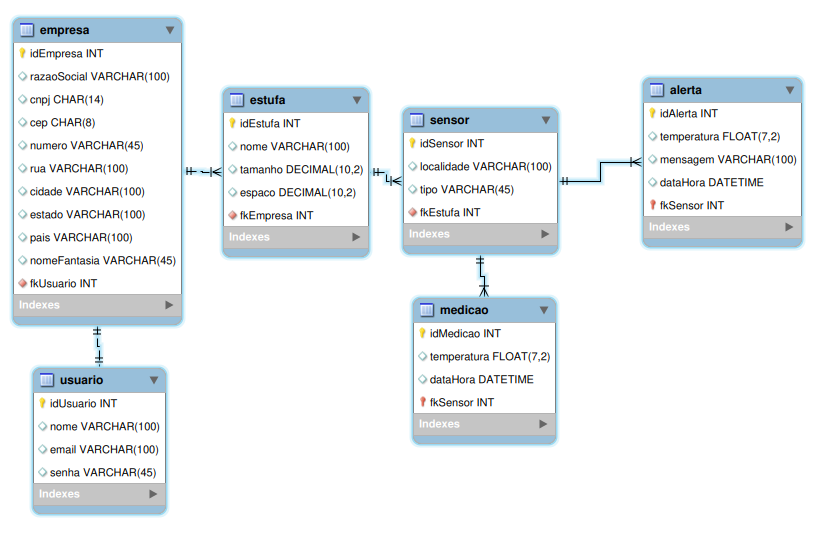 empresa
idEmpresa INT
razaoSocial VARCHAR(100)
cnpj CHAR(14)
cep CHAR(8)
numero VARCHAR(45)
rua VARCHAR(100)
cidade VARCHAR(100)
estado VARCHAR(100)
pais VARCHAR(100)
nomeFantasia VARCHAR(45)
fkUsuario INT
Indexes
usuario
idUsuario INT
nome VARCHAR(100)
email VARCHAR(100)
senha VARCHAR(45)
Indexes
estufa
idEstufa INT
nome VARCHAR(100)
tamanho DECIMAL(10,2)
espaco DECIMAL(10,2)
fkEmpresa INT
Indexes
sensor
idSensor INT
localidade VARCHAR(100)
tipo VARCHAR(45)
fkEstufa INT
Indexes
medicao
idMedicao INT
temperatura FLOAT(7,2)
dataHora DATETIME
fkSensor INT
Indexes
alerta
idAlerta INT
temperatura FLOAT(7,2)
mensagem VARCHAR(100)
dataHora DATETIME
fkSensor INT
Indexes